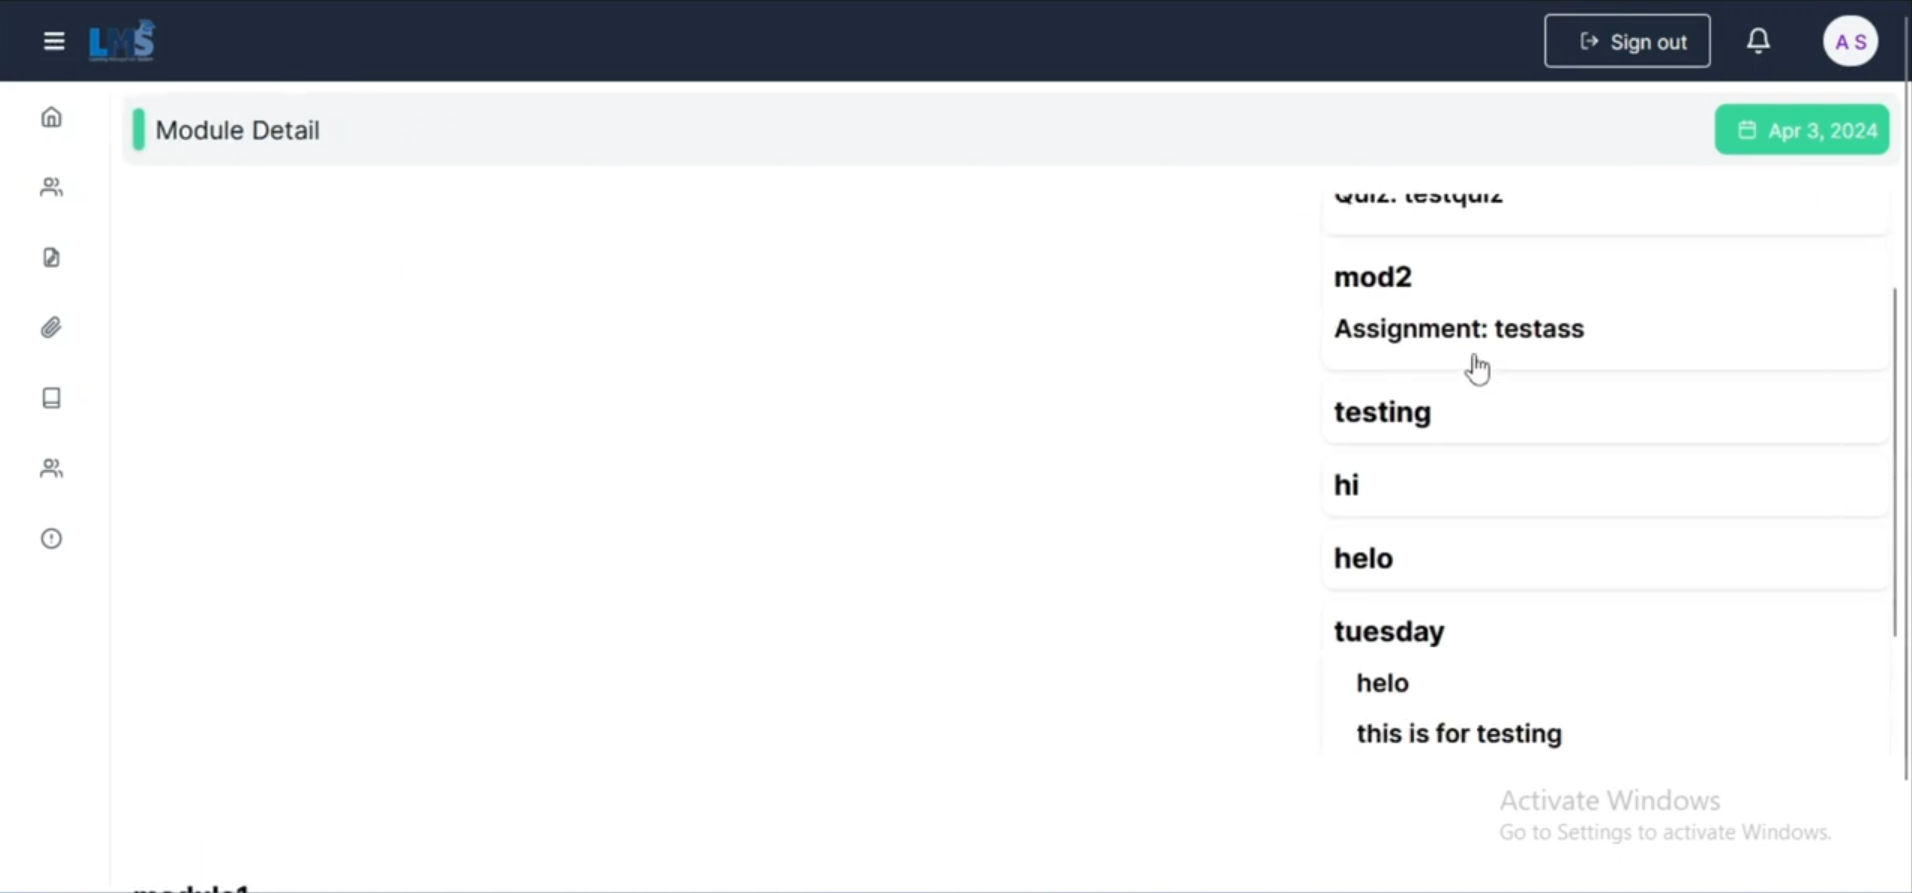 LMS
Sign out
A S
Module Detail
Apr 3, 2024
Quiz: testquiz
mod2
Assignment: testass
testing
hi
helo
tuesday
helo
this is for testing
Activate Windows
Go to Settings to activate Windows.
module1